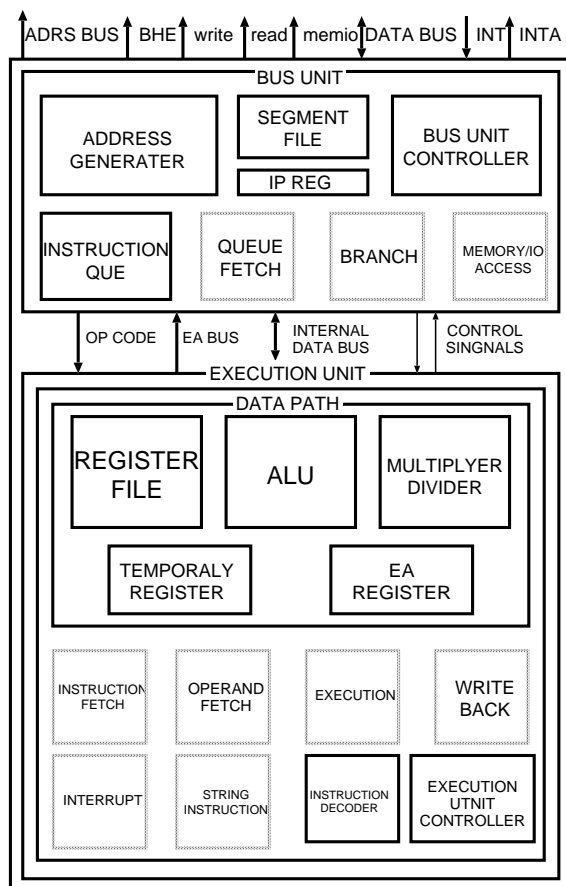 ADRS BUS BHE write read memio DATA BUS INT INTA
BUS UNIT
ADDRESS
GENERATER
SEGMENT
FILE
IP REG
BUS UNIT
CONTROLLER
INSTRUCTION
QUE
QUEUE
FETCH
BRANCH
MEMORY/IO
ACCESS
OP CODE
EA BUS
INTERNAL
DATA BUS
CONTROL
SINGNALS
EXECUTION UNIT
DATA PATH
REGISTER
FILE
ALU
MULTIPLYER
DIVIDER
TEMPORALY
REGISTER
EA
REGISTER
INSTRUCTION
FETCH
OPERAND
FETCH
EXECUTION
WRITE
BACK
INTERRUPT
STRING
INSTRUCTION
INSTRUCTION
DECODER
EXECUTION
UTNIT
CONTROLLER